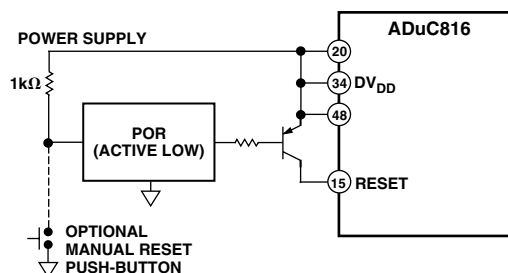 ADuC816
POWER SUPPLY
20
1kΩ
34 DVDD
48
POR
(ACTIVE LOW)
15 RESET
OPTIONAL
MANUAL RESET
PUSH-BUTTON